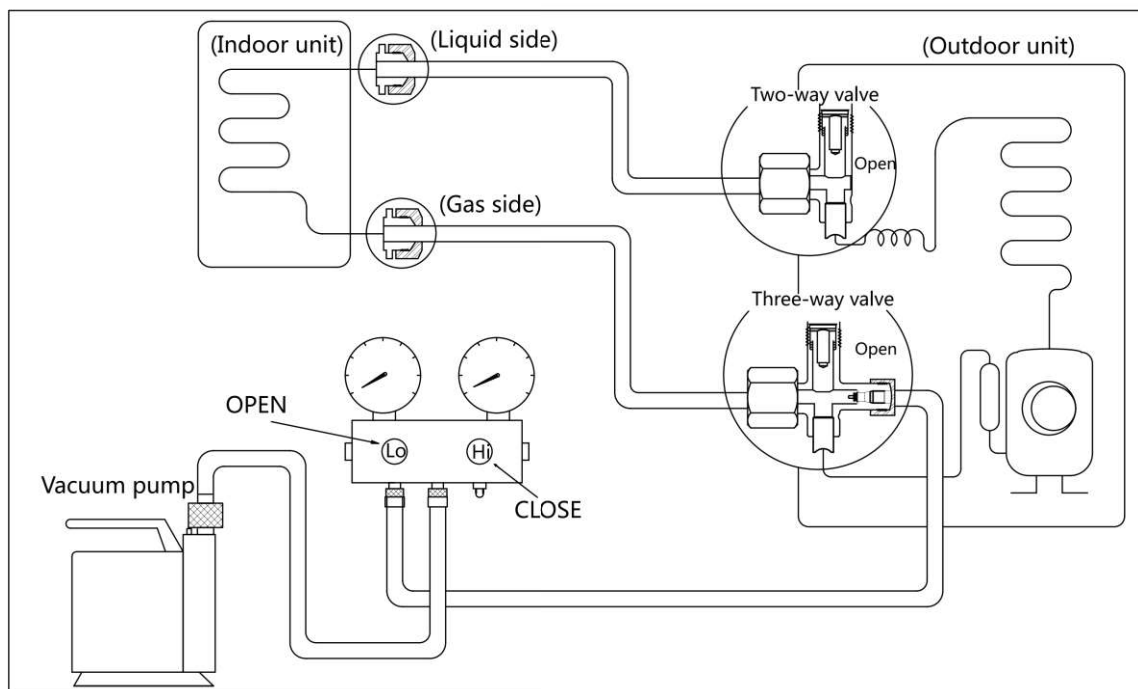 (Indoor unit)
(Liquid side)
(Outdoor unit)
Two-way valve
Open
(Gas side)
Three-way valve
Open
OPEN
Lo
Hi
CLOSE
Vacuum pump